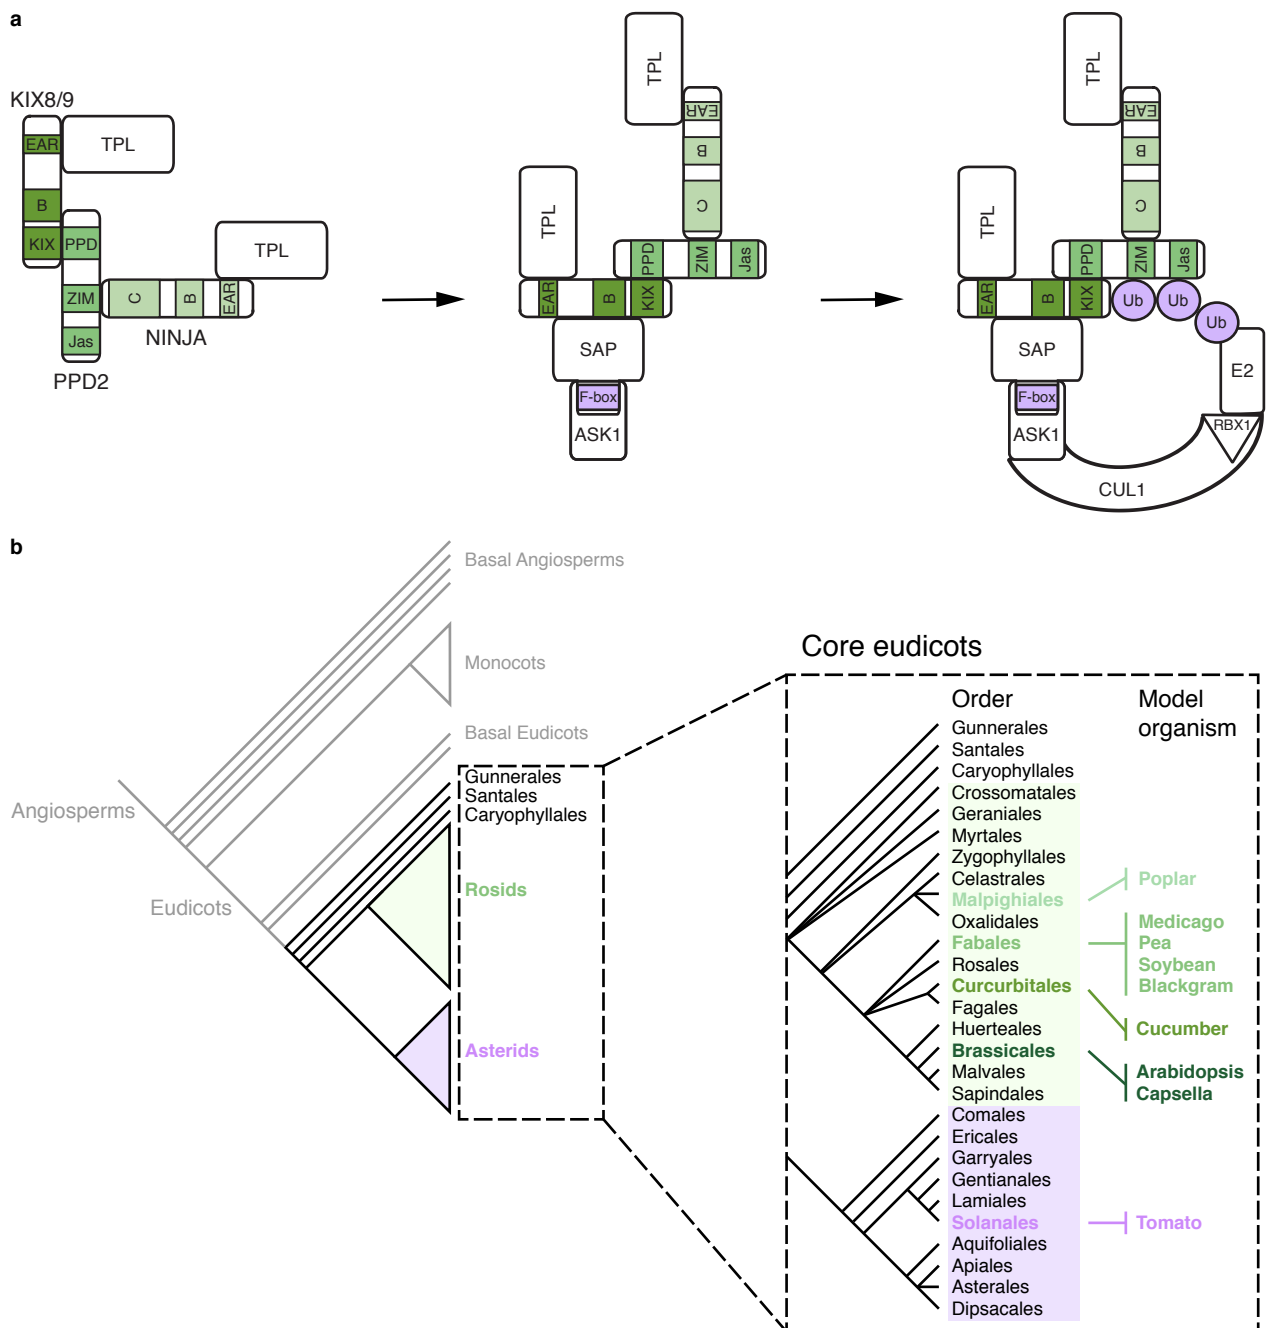 a
KIX8/9
EAR
TPL
B
KIX
PPD
ZIM
Jas
PPD2
C
B
EAR
TPL
NINJA
TPL
EAR
B
C
TPL
PPD
ZIM
Jas
EAR
B
KIX
SAP
F-box
ASK1
TPL
EAR
B
C
TPL
PPD
ZIM
Jas
EAR
B
KIX
Ub
Ub
Ub
SAP
E2
F-box
ASK1
RBX1
CUL1
b
Basal Angiosperms
Monocots
Basal Eudicots
Gunnerales
Santales
Caryophyllales
Angiosperms
Rosids
Eudicots
Asterids
Core eudicots
Order
Model
organism
Gunnerales
Santales
Caryophyllales
Crossomatales
Geraniales
Myrtales
Zygophyllales
Celastrales
Poplar
Malpighiales
Oxalidales
Medicago
Fabales
Pea
Rosales
Soybean
Curcurbitales
Blackgram
Fagales
Huerteales
Cucumber
Brassicales
Malvales
Arabidopsis
Sapindales
Capsella
Comales
Ericales
Garryales
Gentianales
Lamiales
Solanales
Tomato
Aquifoliales
Apiales
Asterales
Dipsacales